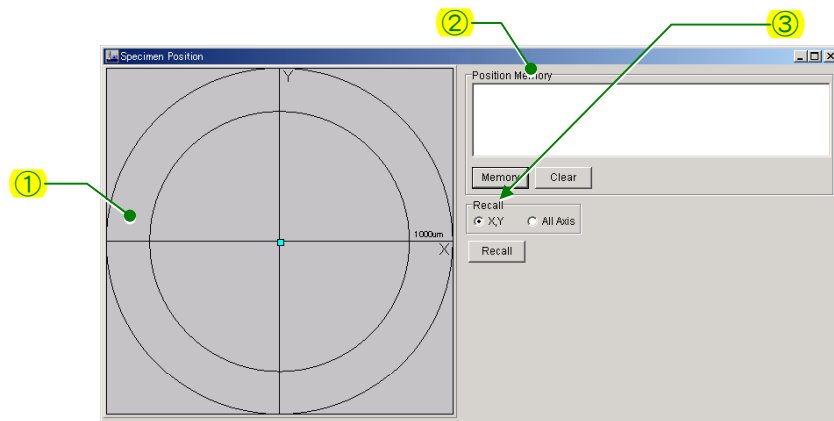 ②
③
Specimen Position
Y
Position Memory
①
Memory
Clear
Recall
X,Y
All Axis
1000um
X
Recall